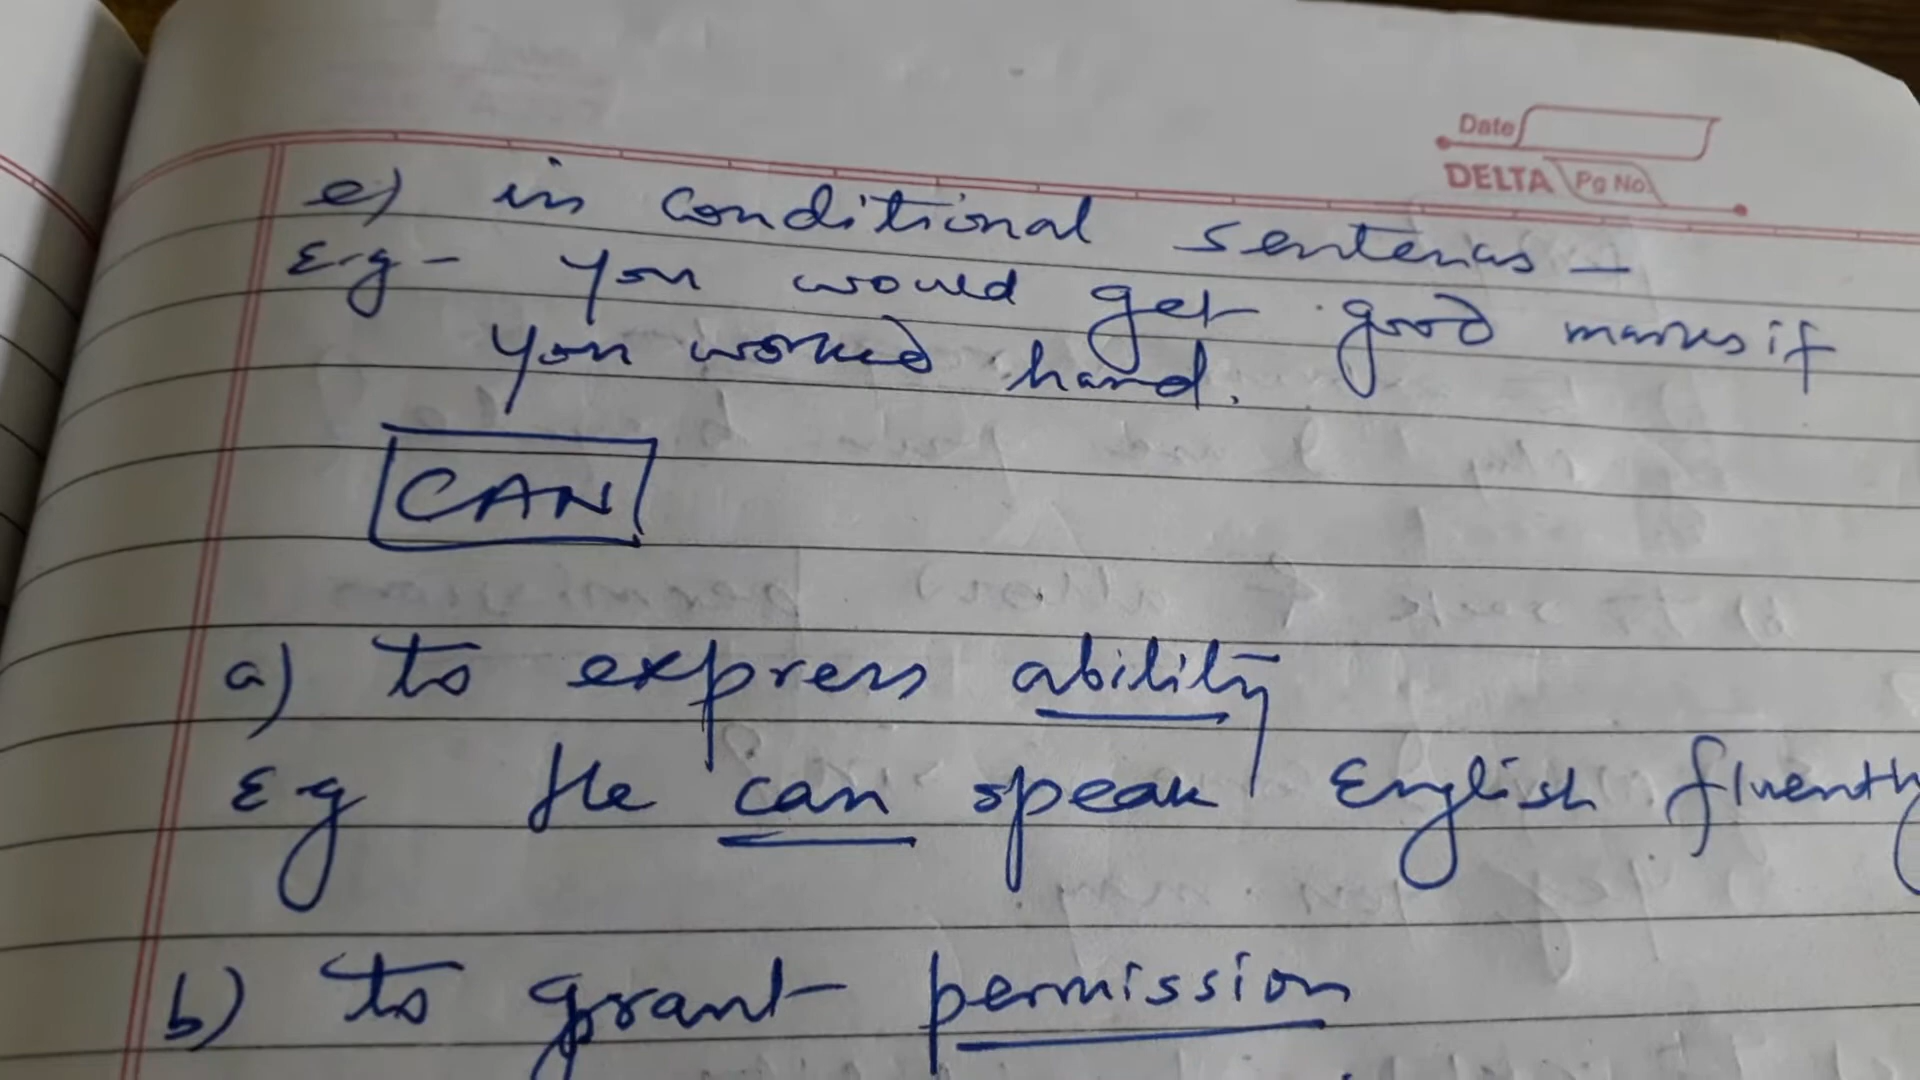 Date
DELTA Pg No.
e) in conditional sentences -
E.g - You would get good marks if
you worked hard.
CAN
a) to express ability
E.g He can speak English fluently
b) to grant permission